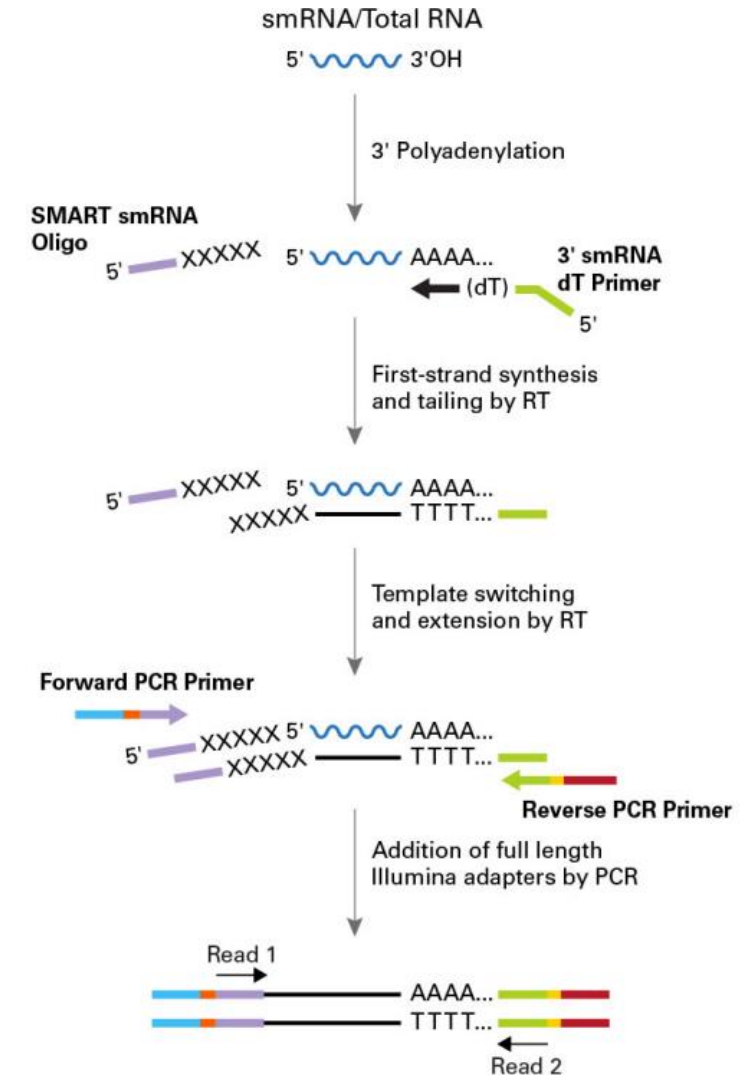 smRNA/Total RNA
5' 3'OH
3' Polyadenylation
SMART smRNA
Oligo
5' XXXXX
5' AAAA...
(dT)
3' smRNA
dT Primer
5'
First-strand synthesis
and tailing by RT
5' XXXXX
5' AAAA...
XXXXX TTTT...
Template switching
and extension by RT
Forward PCR Primer
5' XXXXX 5' AAAA...
XXXXX TTTT...
Reverse PCR Primer
Addition of full length
Illumina adapters by PCR
Read 1
AAAA...
TTTT...
Read 2